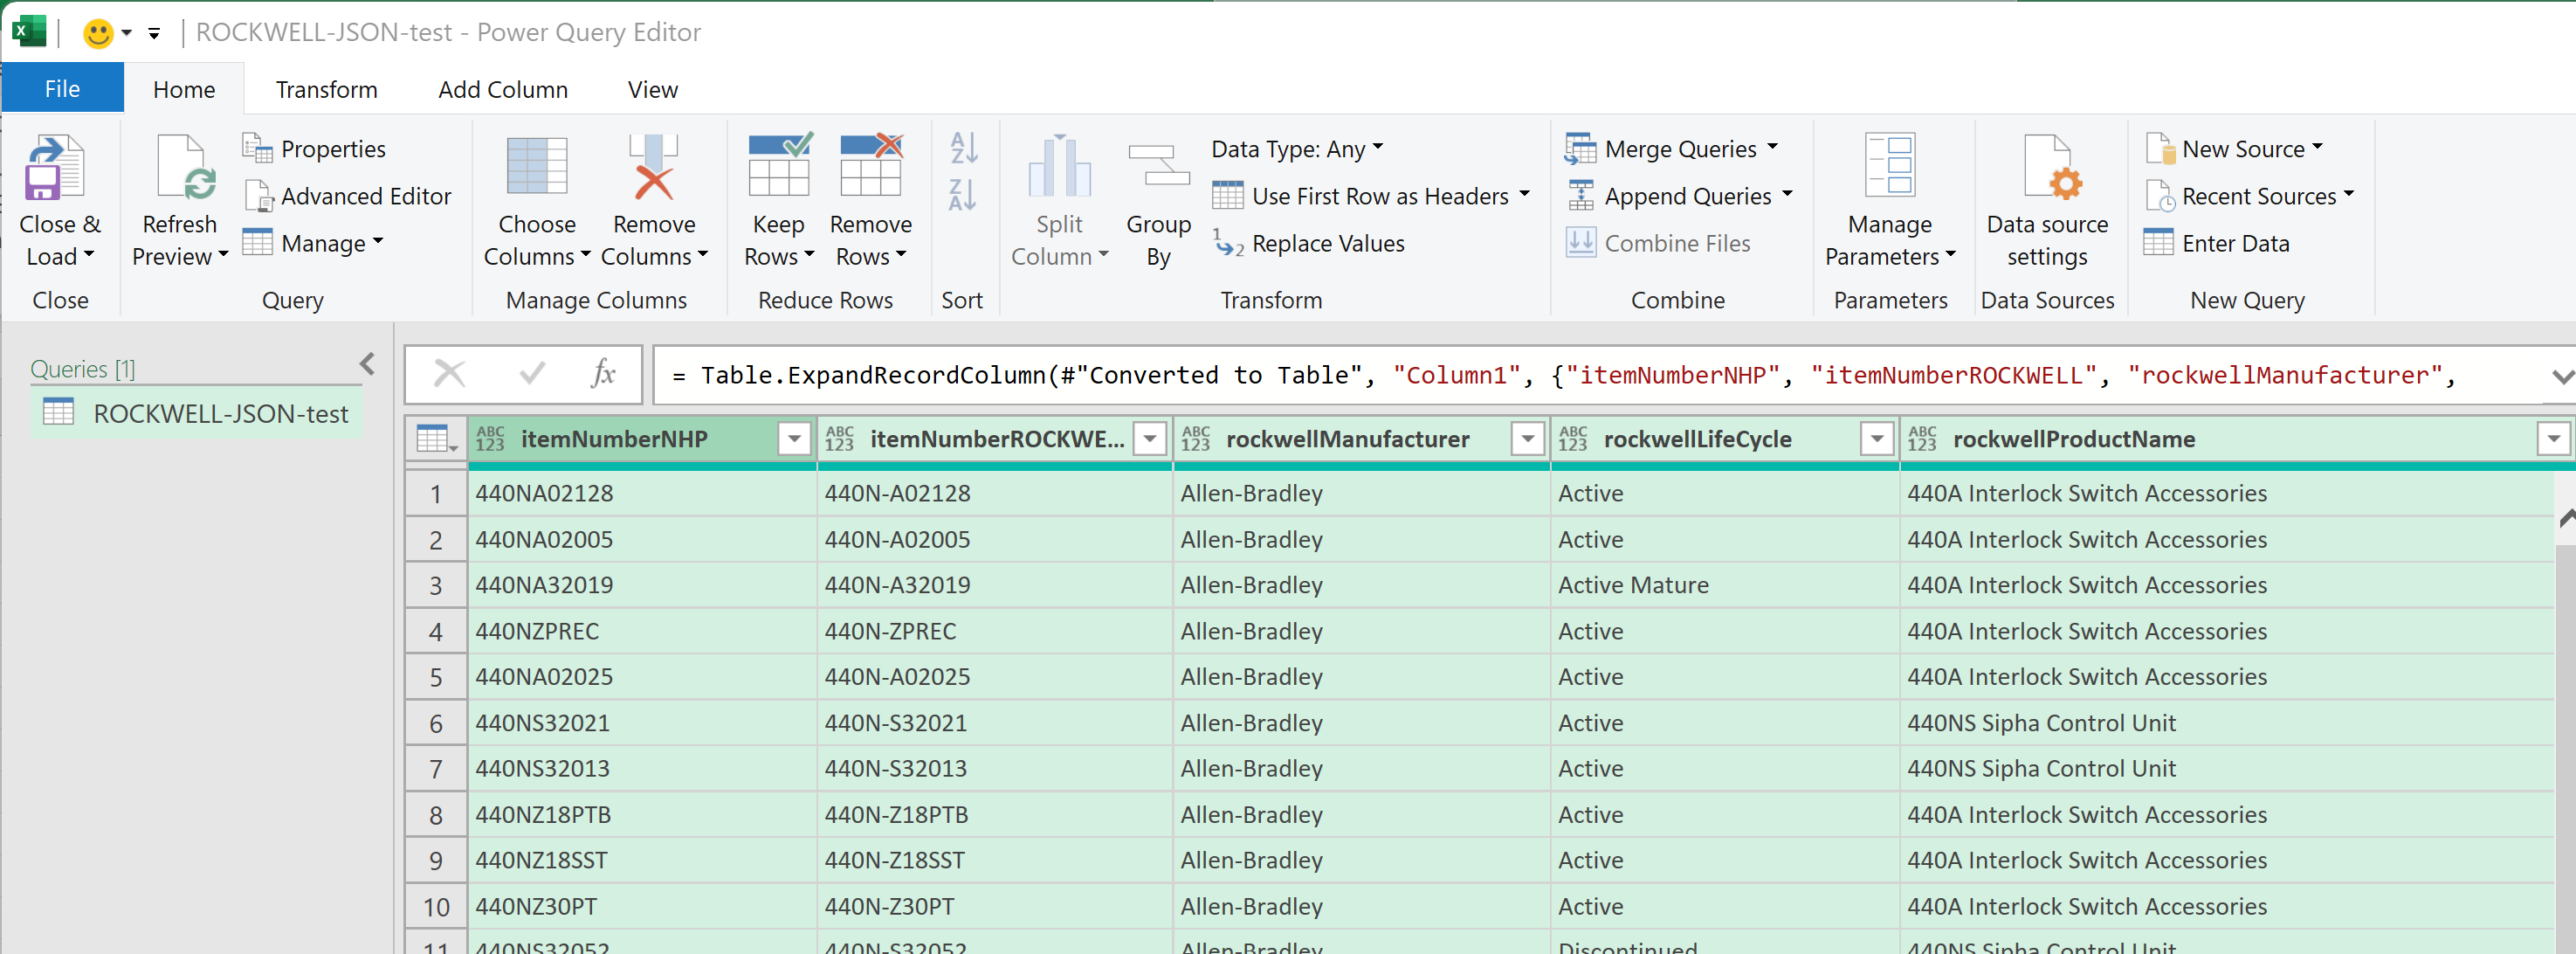 ROCKWELL-JSON-test - Power Query Editor
File Home Transform Add Column View
Close & Load
Refresh Preview
Properties
Advanced Editor
Manage
Choose Columns
Remove Columns
Keep Rows
Remove Rows
Split Column
Group By
Data Type: Any
Use First Row as Headers
Replace Values
Merge Queries
Append Queries
Combine Files
Manage Parameters
Data source settings
New Source
Recent Sources
Enter Data
Close Query Manage Columns Reduce Rows Sort Transform Combine Parameters Data Sources New Query
Queries [1]
ROCKWELL-JSON-test
fx = Table.ExpandRecordColumn(#"Converted to Table", "Column1", {"itemNumberNHP", "itemNumberROCKWELL", "rockwellManufacturer",
ABC 123 itemNumberNHP ABC 123 itemNumberROCKWE... ABC 123 rockwellManufacturer ABC 123 rockwellLifeCycle ABC 123 rockwellProductName
1 440NA02128 440N-A02128 Allen-Bradley Active 440A Interlock Switch Accessories
2 440NA02005 440N-A02005 Allen-Bradley Active 440A Interlock Switch Accessories
3 440NA32019 440N-A32019 Allen-Bradley Active Mature 440A Interlock Switch Accessories
4 440NZPREC 440N-ZPREC Allen-Bradley Active 440A Interlock Switch Accessories
5 440NA02025 440N-A02025 Allen-Bradley Active 440A Interlock Switch Accessories
6 440NS32021 440N-S32021 Allen-Bradley Active 440NS Sipha Control Unit
7 440NS32013 440N-S32013 Allen-Bradley Active 440NS Sipha Control Unit
8 440NZ18PTB 440N-Z18PTB Allen-Bradley Active 440A Interlock Switch Accessories
9 440NZ18SST 440N-Z18SST Allen-Bradley Active 440A Interlock Switch Accessories
10 440NZ30PT 440N-Z30PT Allen-Bradley Active 440A Interlock Switch Accessories
11 440NS32052 440N-S32052 Allen-Bradley Discontinued 440NS Sipha Control Unit